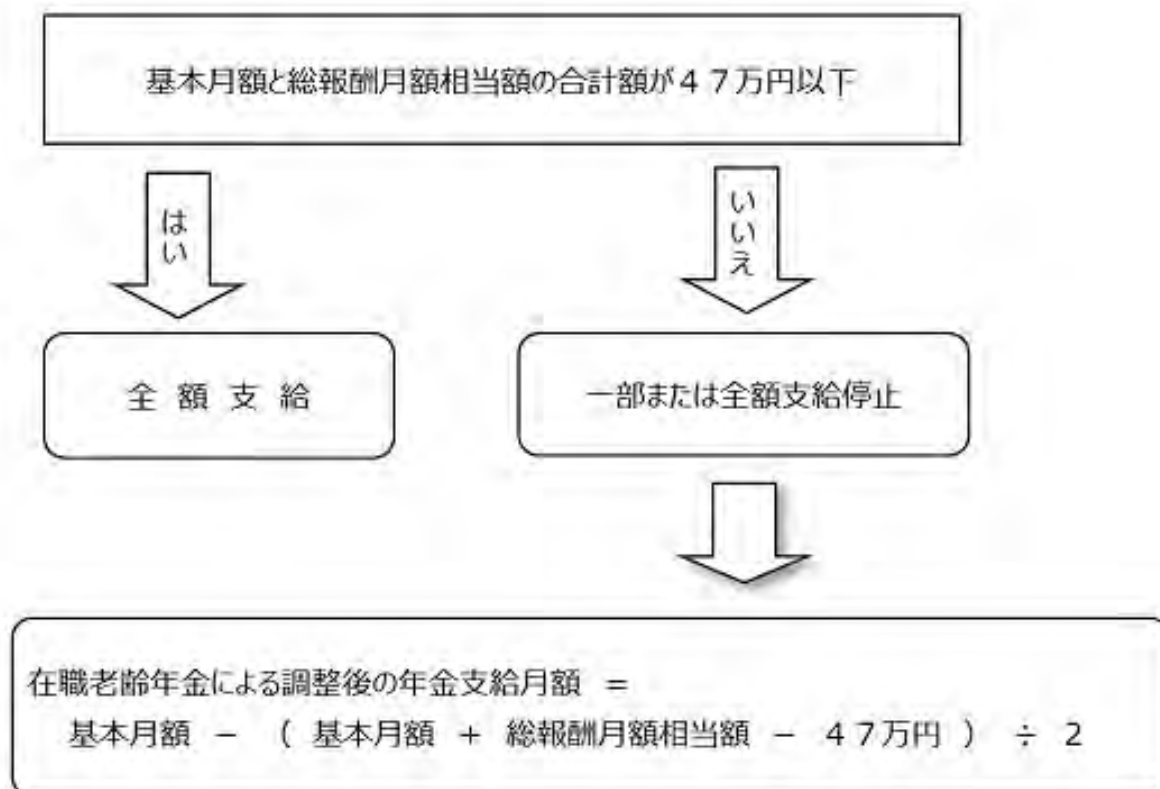 基本月額と総報酬月額相当額の合計額が４７万円以下
はい
いいえ
全 額 支 給
一部または全額支給停止
在職老齢年金による調整後の年金支給月額 ＝
基本月額 － （ 基本月額 ＋ 総報酬月額相当額 － ４７万円 ） ÷ ２